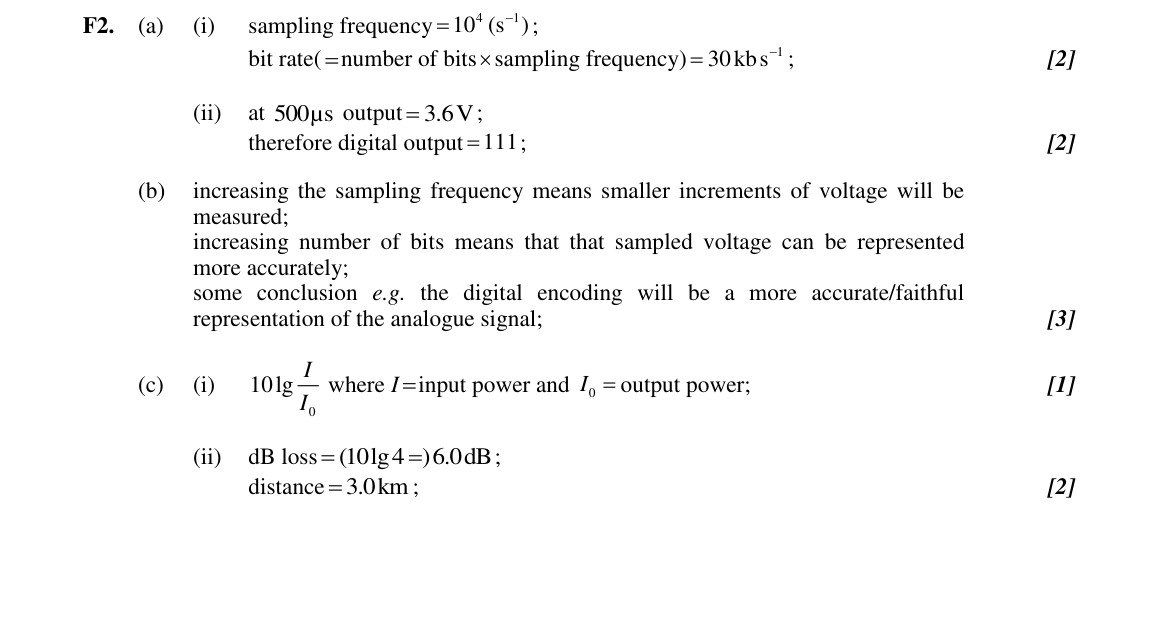 F2. (a) (i) sampling frequency = 10⁴ (s⁻¹);
bit rate(=number of bits × sampling frequency) = 30 kb s⁻¹; [2]
(ii) at 500 μs output = 3.6 V;
therefore digital output = 111; [2]
(b) increasing the sampling frequency means smaller increments of voltage will be
measured;
increasing number of bits means that that sampled voltage can be represented
more accurately;
some conclusion e.g. the digital encoding will be a more accurate/faithful
representation of the analogue signal; [3]
(c) (i) 10 lg I/I₀ where I = input power and I₀ = output power; [1]
(ii) dB loss = (10 lg 4 =) 6.0 dB;
distance = 3.0 km; [2]